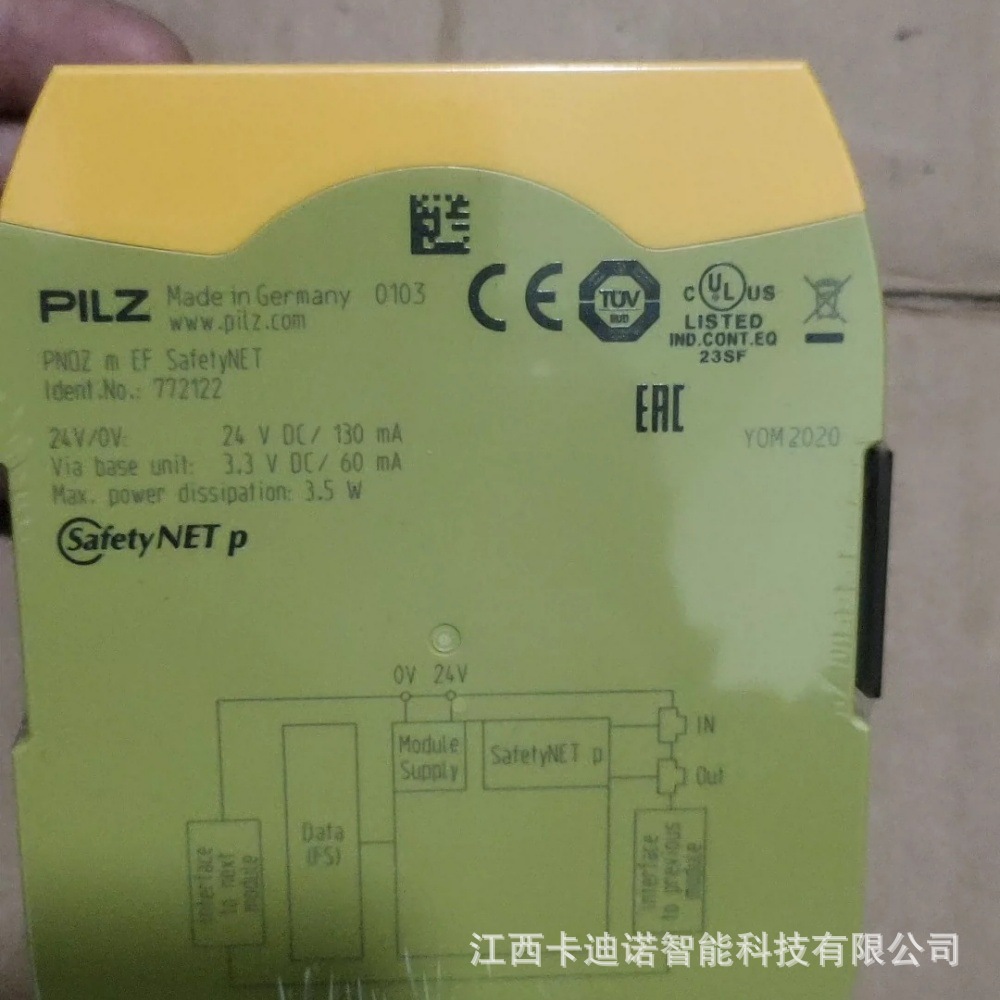 PILZ Made in Germany 0103
www.pilz.com
CE
TÜV
SÜD
C UL US
LISTED
IND.CONT.EQ
23SF
PNOZ m EF SafetyNET
Ident.No.: 772122
EAC
YOM 2020
24V/0V: 24 V DC/ 130 mA
Via base unit: 3.3 V DC/ 60 mA
Max. power dissipation: 3.5 W
SafetyNET p
0V 24V
Module
Supply
SafetyNET p
IN
Out
Data
(FS)
Interface
to next
module
Interface
to previous
module
江西卡迪诺智能科技有限公司